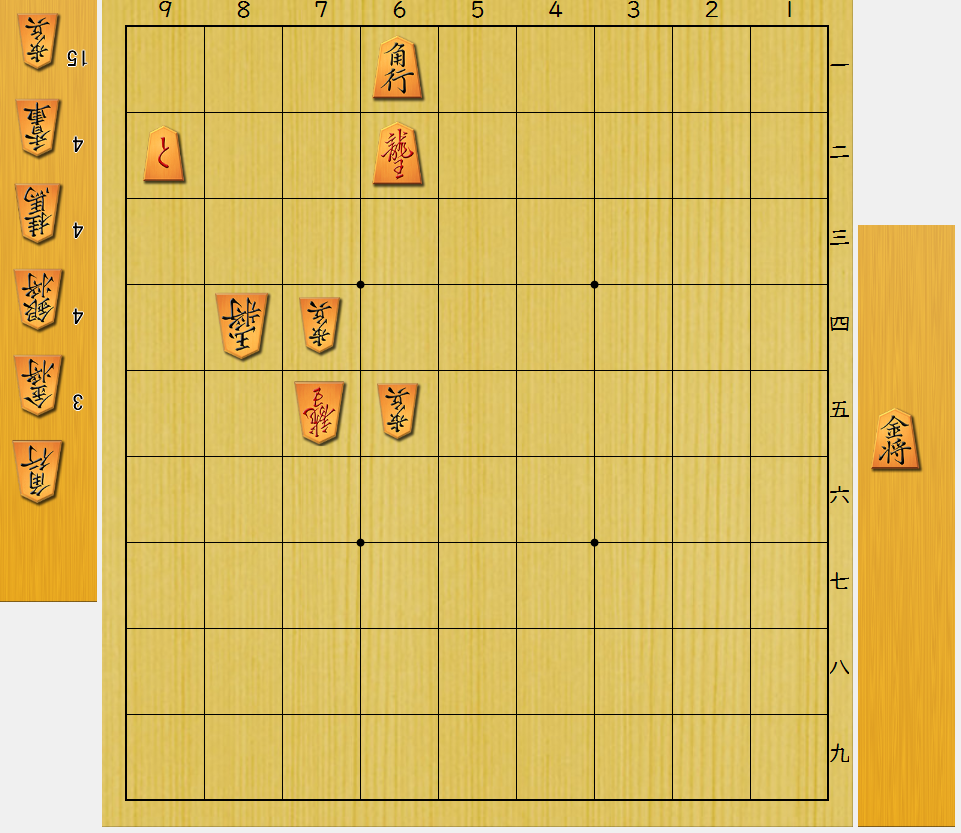 9 8 7 6 5 4 3 2 1
一
二
三
四
五
六
七
八
九
歩兵 15
香車 4
桂馬 4
銀将 4
金将 3
角行
角行
と 龍王
玉将 歩兵
龍王 歩兵
金将